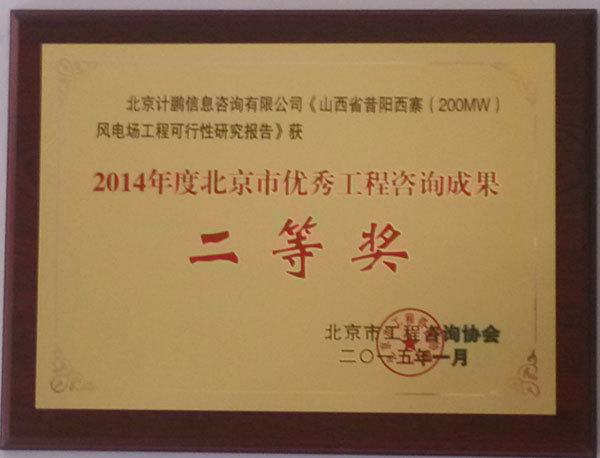 北京计鹏信息咨询有限公司《山西省昔阳西寨（200MW）
风电场工程可行性研究报告》获
2014年度北京市优秀工程咨询成果
二等奖
北京市工程咨询协会
二〇一五年一月